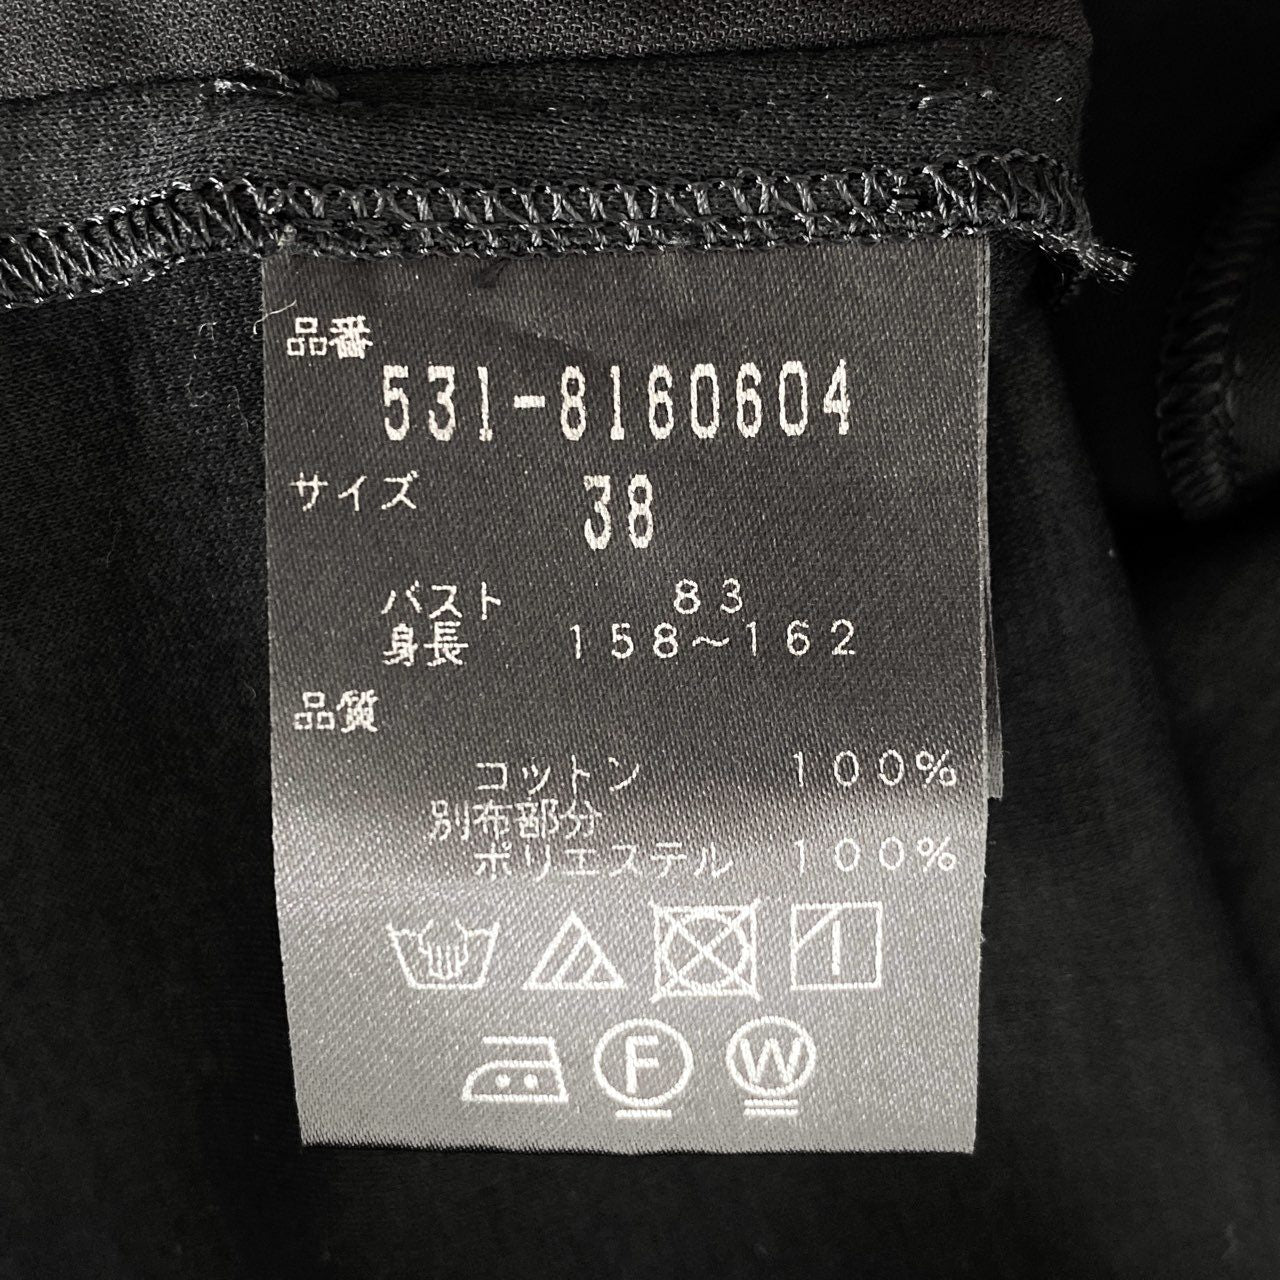 品番
531-8160604
サイズ 38
バスト 83
身長 158～162
品質
コットン 100%
別布部分
ポリエステル 100%
F W